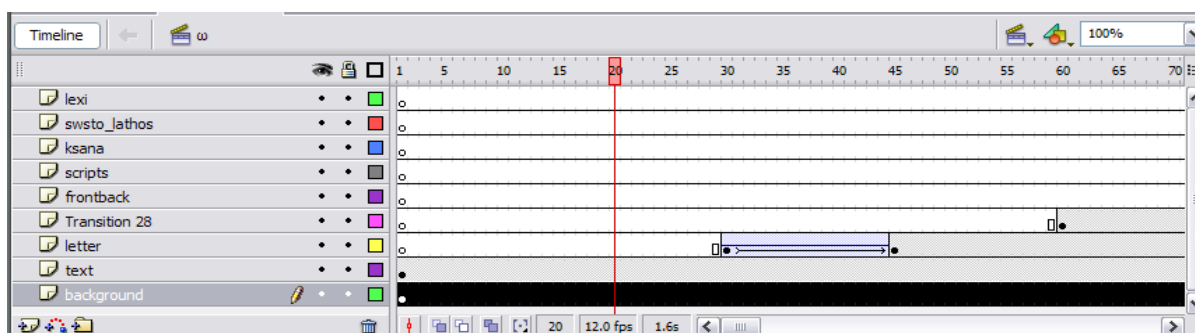 Timeline ω 100%
1 5 10 15 20 25 30 35 40 45 50 55 60 65 70
lexi
swsto_lathos
ksana
scripts
frontback
Transition 28
letter
text
background
20 12.0 fps 1.6s